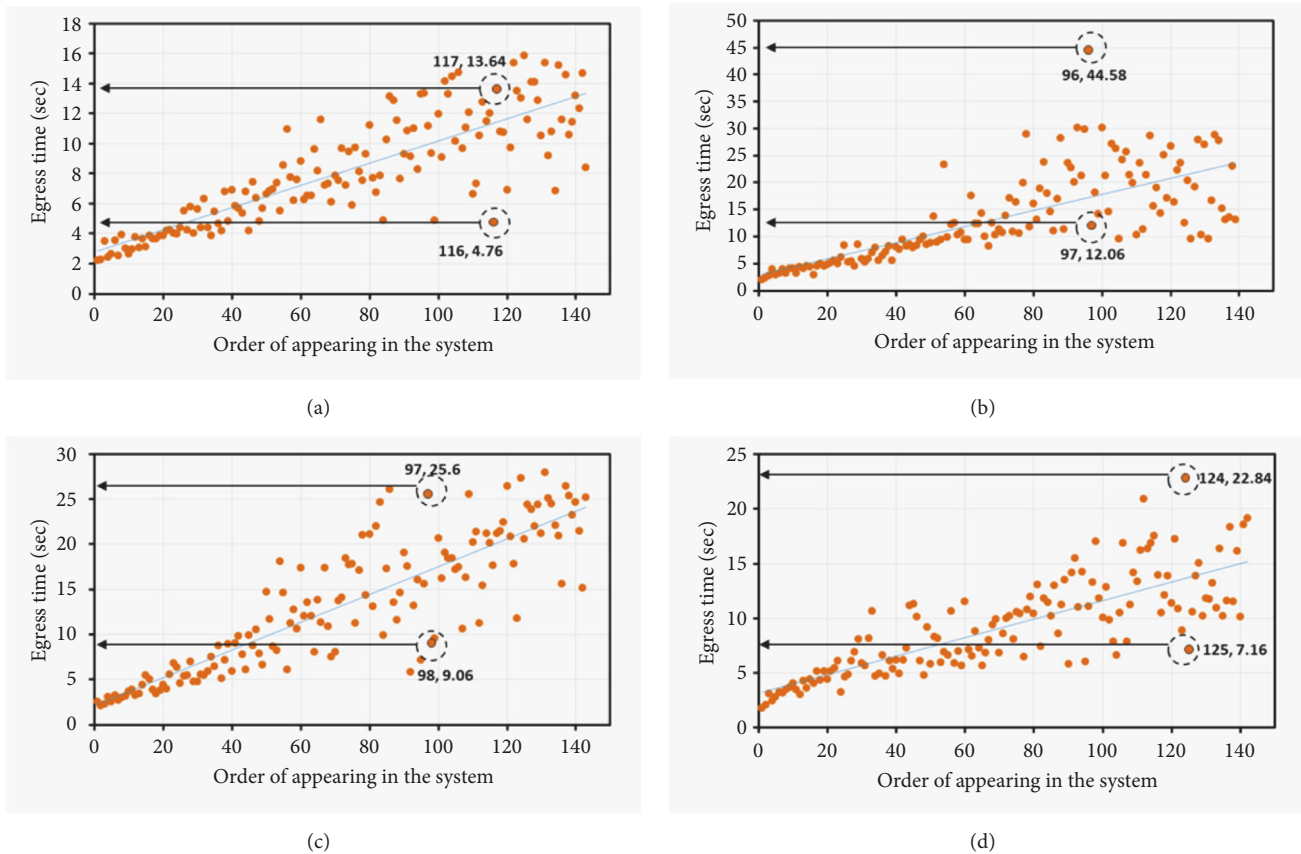 18
16
14
12
10
8
6
4
2
0
Egress time (sec)
117, 13.64
116, 4.76
0 20 40 60 80 100 120 140
Order of appearing in the system
(a)
50
45
40
35
30
25
20
15
10
5
0
Egress time (sec)
96, 44.58
97, 12.06
0 20 40 60 80 100 120 140
Order of appearing in the system
(b)
30
25
20
15
10
5
0
Egress time (sec)
97, 25.6
98, 9.06
0 20 40 60 80 100 120 140
Order of appearing in the system
(c)
25
20
15
10
5
0
Egress time (sec)
124, 22.84
125, 7.16
0 20 40 60 80 100 120 140
Order of appearing in the system
(d)